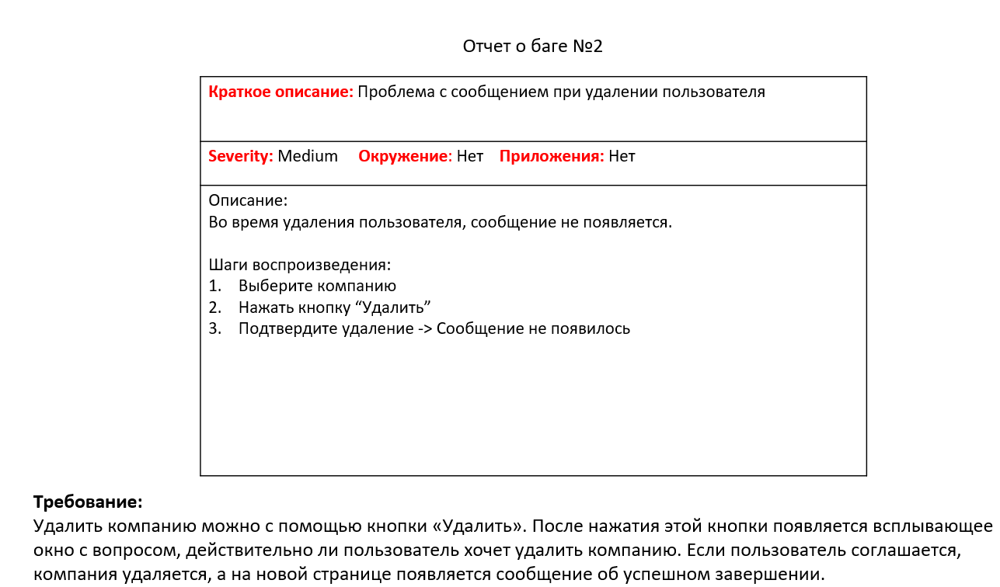 Отчет о баге №2
Краткое описание: Проблема с сообщением при удалении пользователя
Severity: Medium Окружение: Нет Приложения: Нет
Описание:
Во время удаления пользователя, сообщение не появляется.
Шаги воспроизведения:
1. Выберите компанию
2. Нажать кнопку “Удалить”
3. Подтвердите удаление -> Сообщение не появилось
Требование:
Удалить компанию можно с помощью кнопки «Удалить». После нажатия этой кнопки появляется всплывающее
окно с вопросом, действительно ли пользователь хочет удалить компанию. Если пользователь соглашается,
компания удаляется, а на новой странице появляется сообщение об успешном завершении.